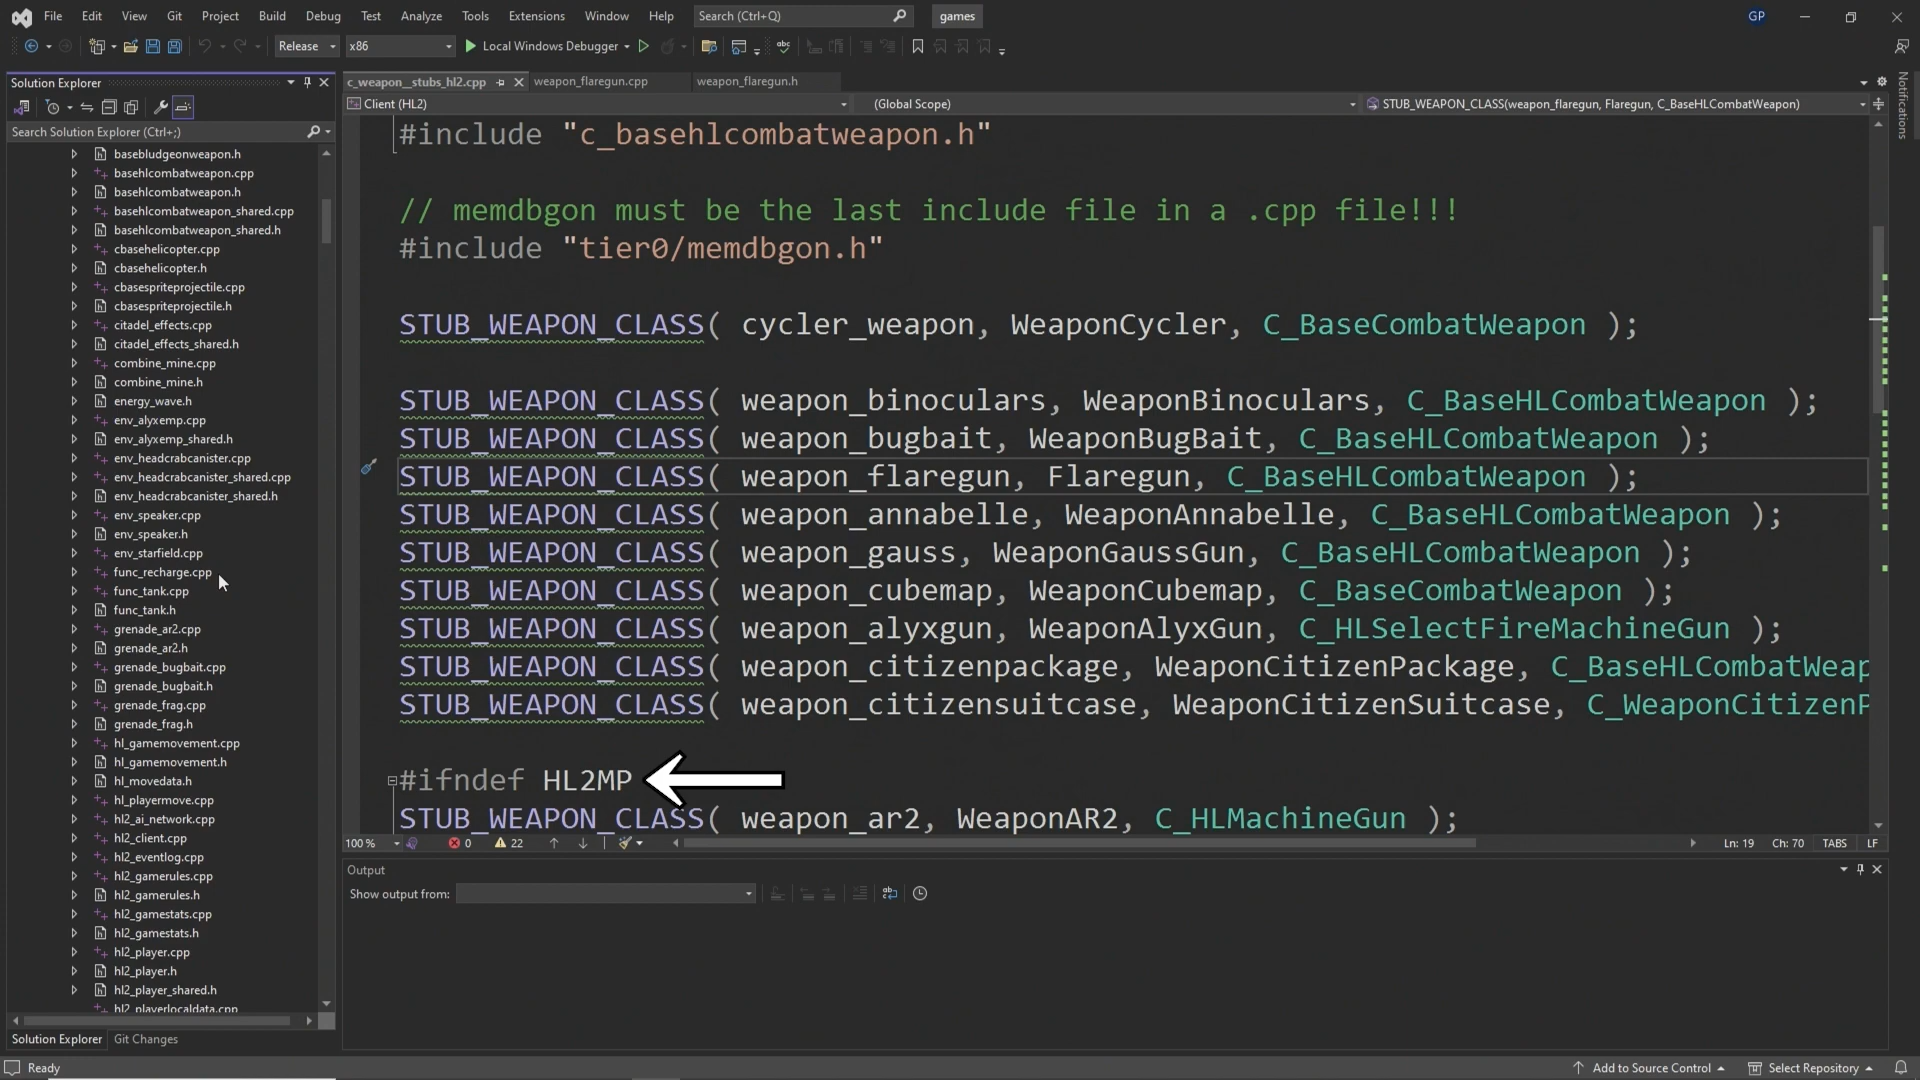 File Edit View Git Project Build Debug Test Analyze Tools Extensions Window Help Search (Ctrl+Q) games GP
Release x86 Local Windows Debugger
Solution Explorer
Search Solution Explorer (Ctrl+;)
basebludgeonweapon.h
basehlcombatweapon.cpp
basehlcombatweapon.h
basehlcombatweapon_shared.cpp
basehlcombatweapon_shared.h
cbasehelicopter.cpp
cbasehelicopter.h
cbasespriteprojectile.cpp
cbasespriteprojectile.h
citadel_effects.cpp
citadel_effects_shared.h
combine_mine.cpp
combine_mine.h
energy_wave.h
env_alyxemp.cpp
env_alyxemp_shared.h
env_headcrabcanister.cpp
env_headcrabcanister_shared.cpp
env_headcrabcanister_shared.h
env_speaker.cpp
env_speaker.h
env_starfield.cpp
func_recharge.cpp
func_tank.cpp
func_tank.h
grenade_ar2.cpp
grenade_ar2.h
grenade_bugbait.cpp
grenade_bugbait.h
grenade_frag.cpp
grenade_frag.h
hl_gamemovement.cpp
hl_gamemovement.h
hl_movedata.h
hl_playermove.cpp
hl2_ai_network.cpp
hl2_client.cpp
hl2_eventlog.cpp
hl2_gamerules.cpp
hl2_gamerules.h
hl2_gamestats.cpp
hl2_gamestats.h
hl2_player.cpp
hl2_player.h
hl2_player_shared.h
hl2_playerlocaldata.cpp
Solution Explorer Git Changes
c_weapon__stubs_hl2.cpp weapon_flaregun.cpp weapon_flaregun.h
Client (HL2) (Global Scope) STUB_WEAPON_CLASS(weapon_flaregun, Flaregun, C_BaseHLCombatWeapon)
#include "c_basehlcombatweapon.h"
// memdbgon must be the last include file in a .cpp file!!!
#include "tier0/memdbgon.h"
STUB_WEAPON_CLASS( cycler_weapon, WeaponCycler, C_BaseCombatWeapon );
STUB_WEAPON_CLASS( weapon_binoculars, WeaponBinoculars, C_BaseHLCombatWeapon );
STUB_WEAPON_CLASS( weapon_bugbait, WeaponBugBait, C_BaseHLCombatWeapon );
STUB_WEAPON_CLASS( weapon_flaregun, Flaregun, C_BaseHLCombatWeapon );
STUB_WEAPON_CLASS( weapon_annabelle, WeaponAnnabelle, C_BaseHLCombatWeapon );
STUB_WEAPON_CLASS( weapon_gauss, WeaponGaussGun, C_BaseHLCombatWeapon );
STUB_WEAPON_CLASS( weapon_cubemap, WeaponCubemap, C_BaseCombatWeapon );
STUB_WEAPON_CLASS( weapon_alyxgun, WeaponAlyxGun, C_HLSelectFireMachineGun );
STUB_WEAPON_CLASS( weapon_citizenpackage, WeaponCitizenPackage, C_BaseHLCombatWeap
STUB_WEAPON_CLASS( weapon_citizensuitcase, WeaponCitizenSuitcase, C_WeaponCitizenP
#ifndef HL2MP
STUB_WEAPON_CLASS( weapon_ar2, WeaponAR2, C_HLMachineGun );
100 % 0 22 Ln: 19 Ch: 70 TABS LF
Output
Show output from:
Notifications
Ready Add to Source Control Select Repository